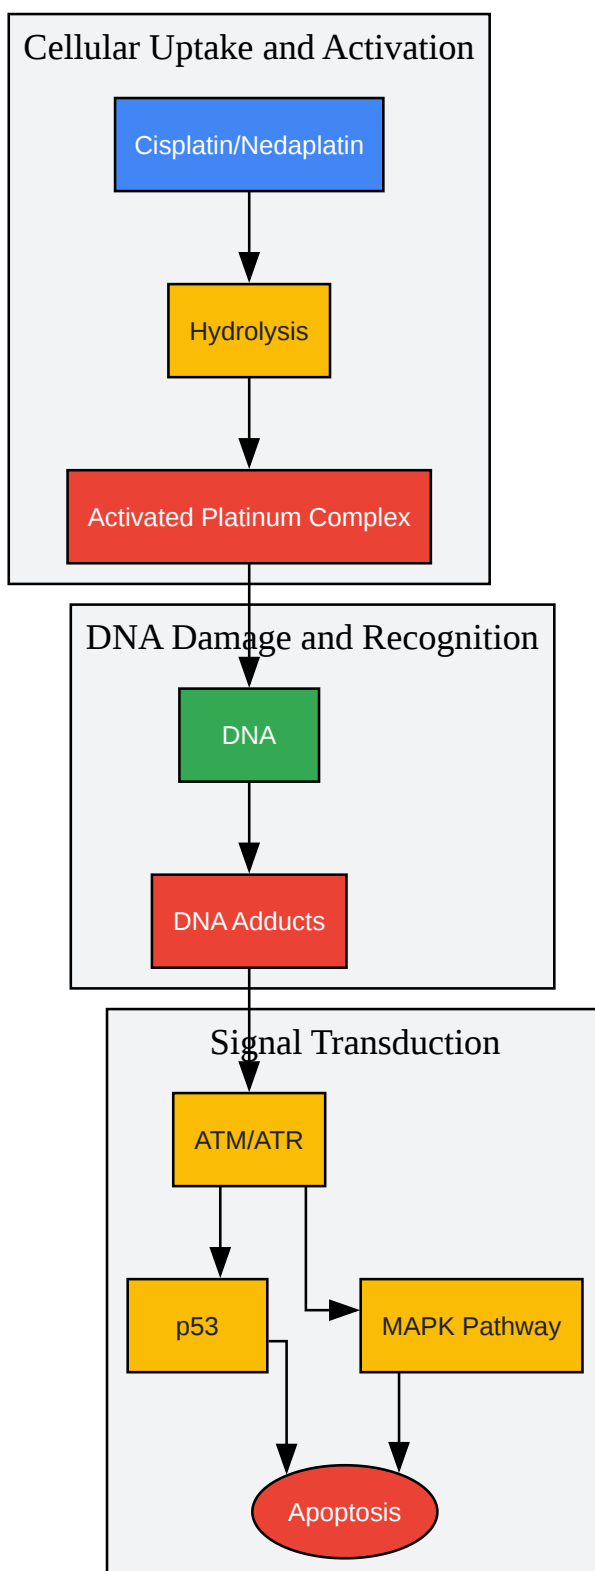 Cellular Uptake and Activation
Cisplatin/Nedaplatin
Hydrolysis
Activated Platinum Complex
DNA Damage and Recognition
DNA
DNA Adducts
Signal Transduction
ATM/ATR
p53
MAPK Pathway
Apoptosis